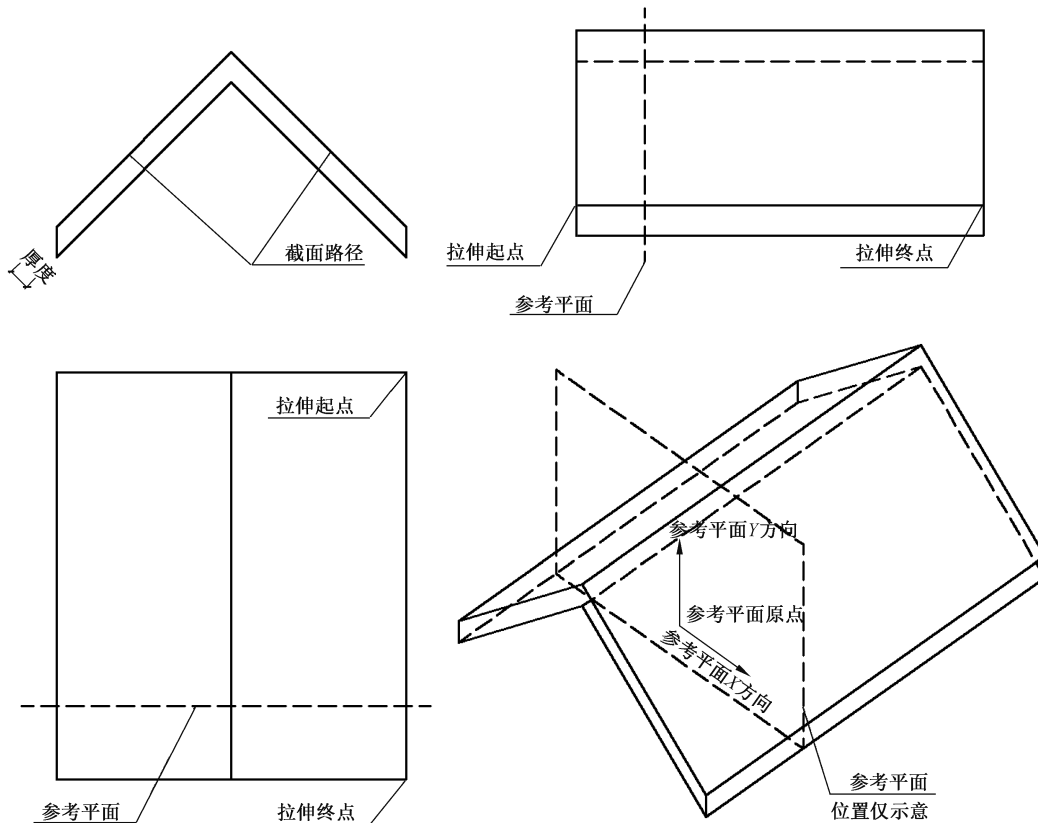 厚度
截面路径
拉伸起点
拉伸终点
参考平面
拉伸起点
参考平面
拉伸终点
参考平面Y方向
参考平面原点
参考平面X方向
参考平面
位置仅示意